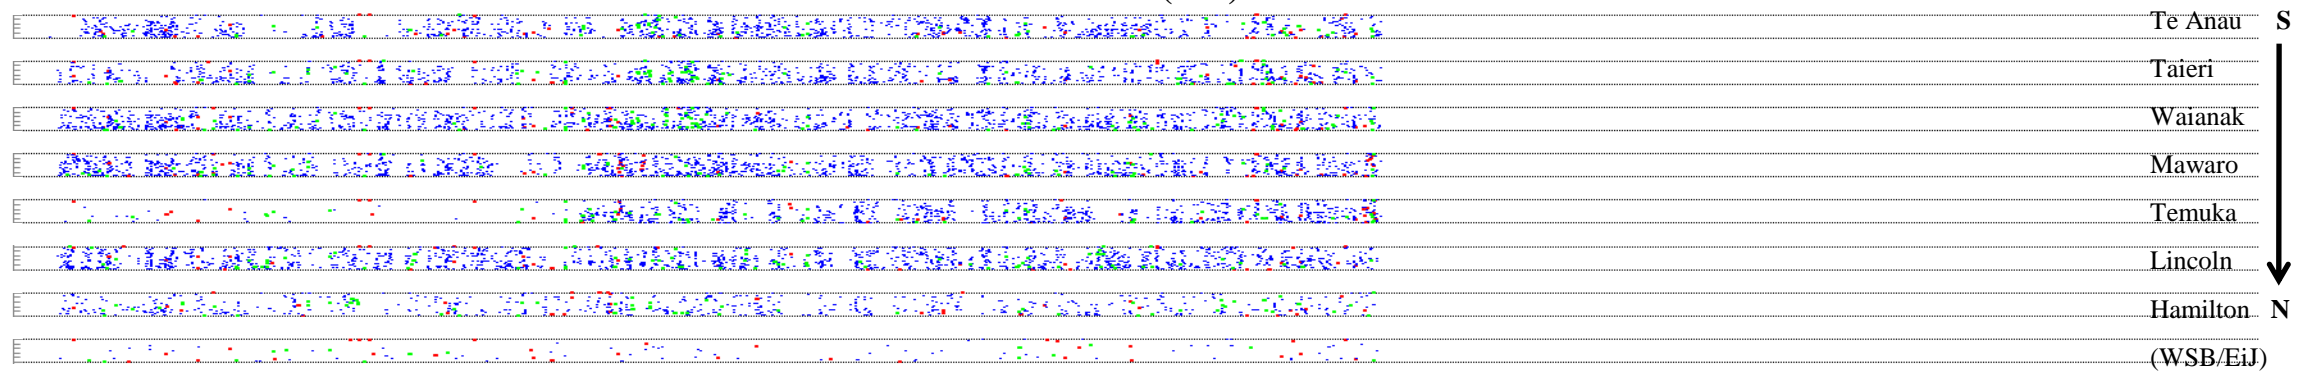 Te Anau S
Taieri
Waianak
Mawaro
Temuka
Lincoln
Hamilton N
(WSB/EiJ)